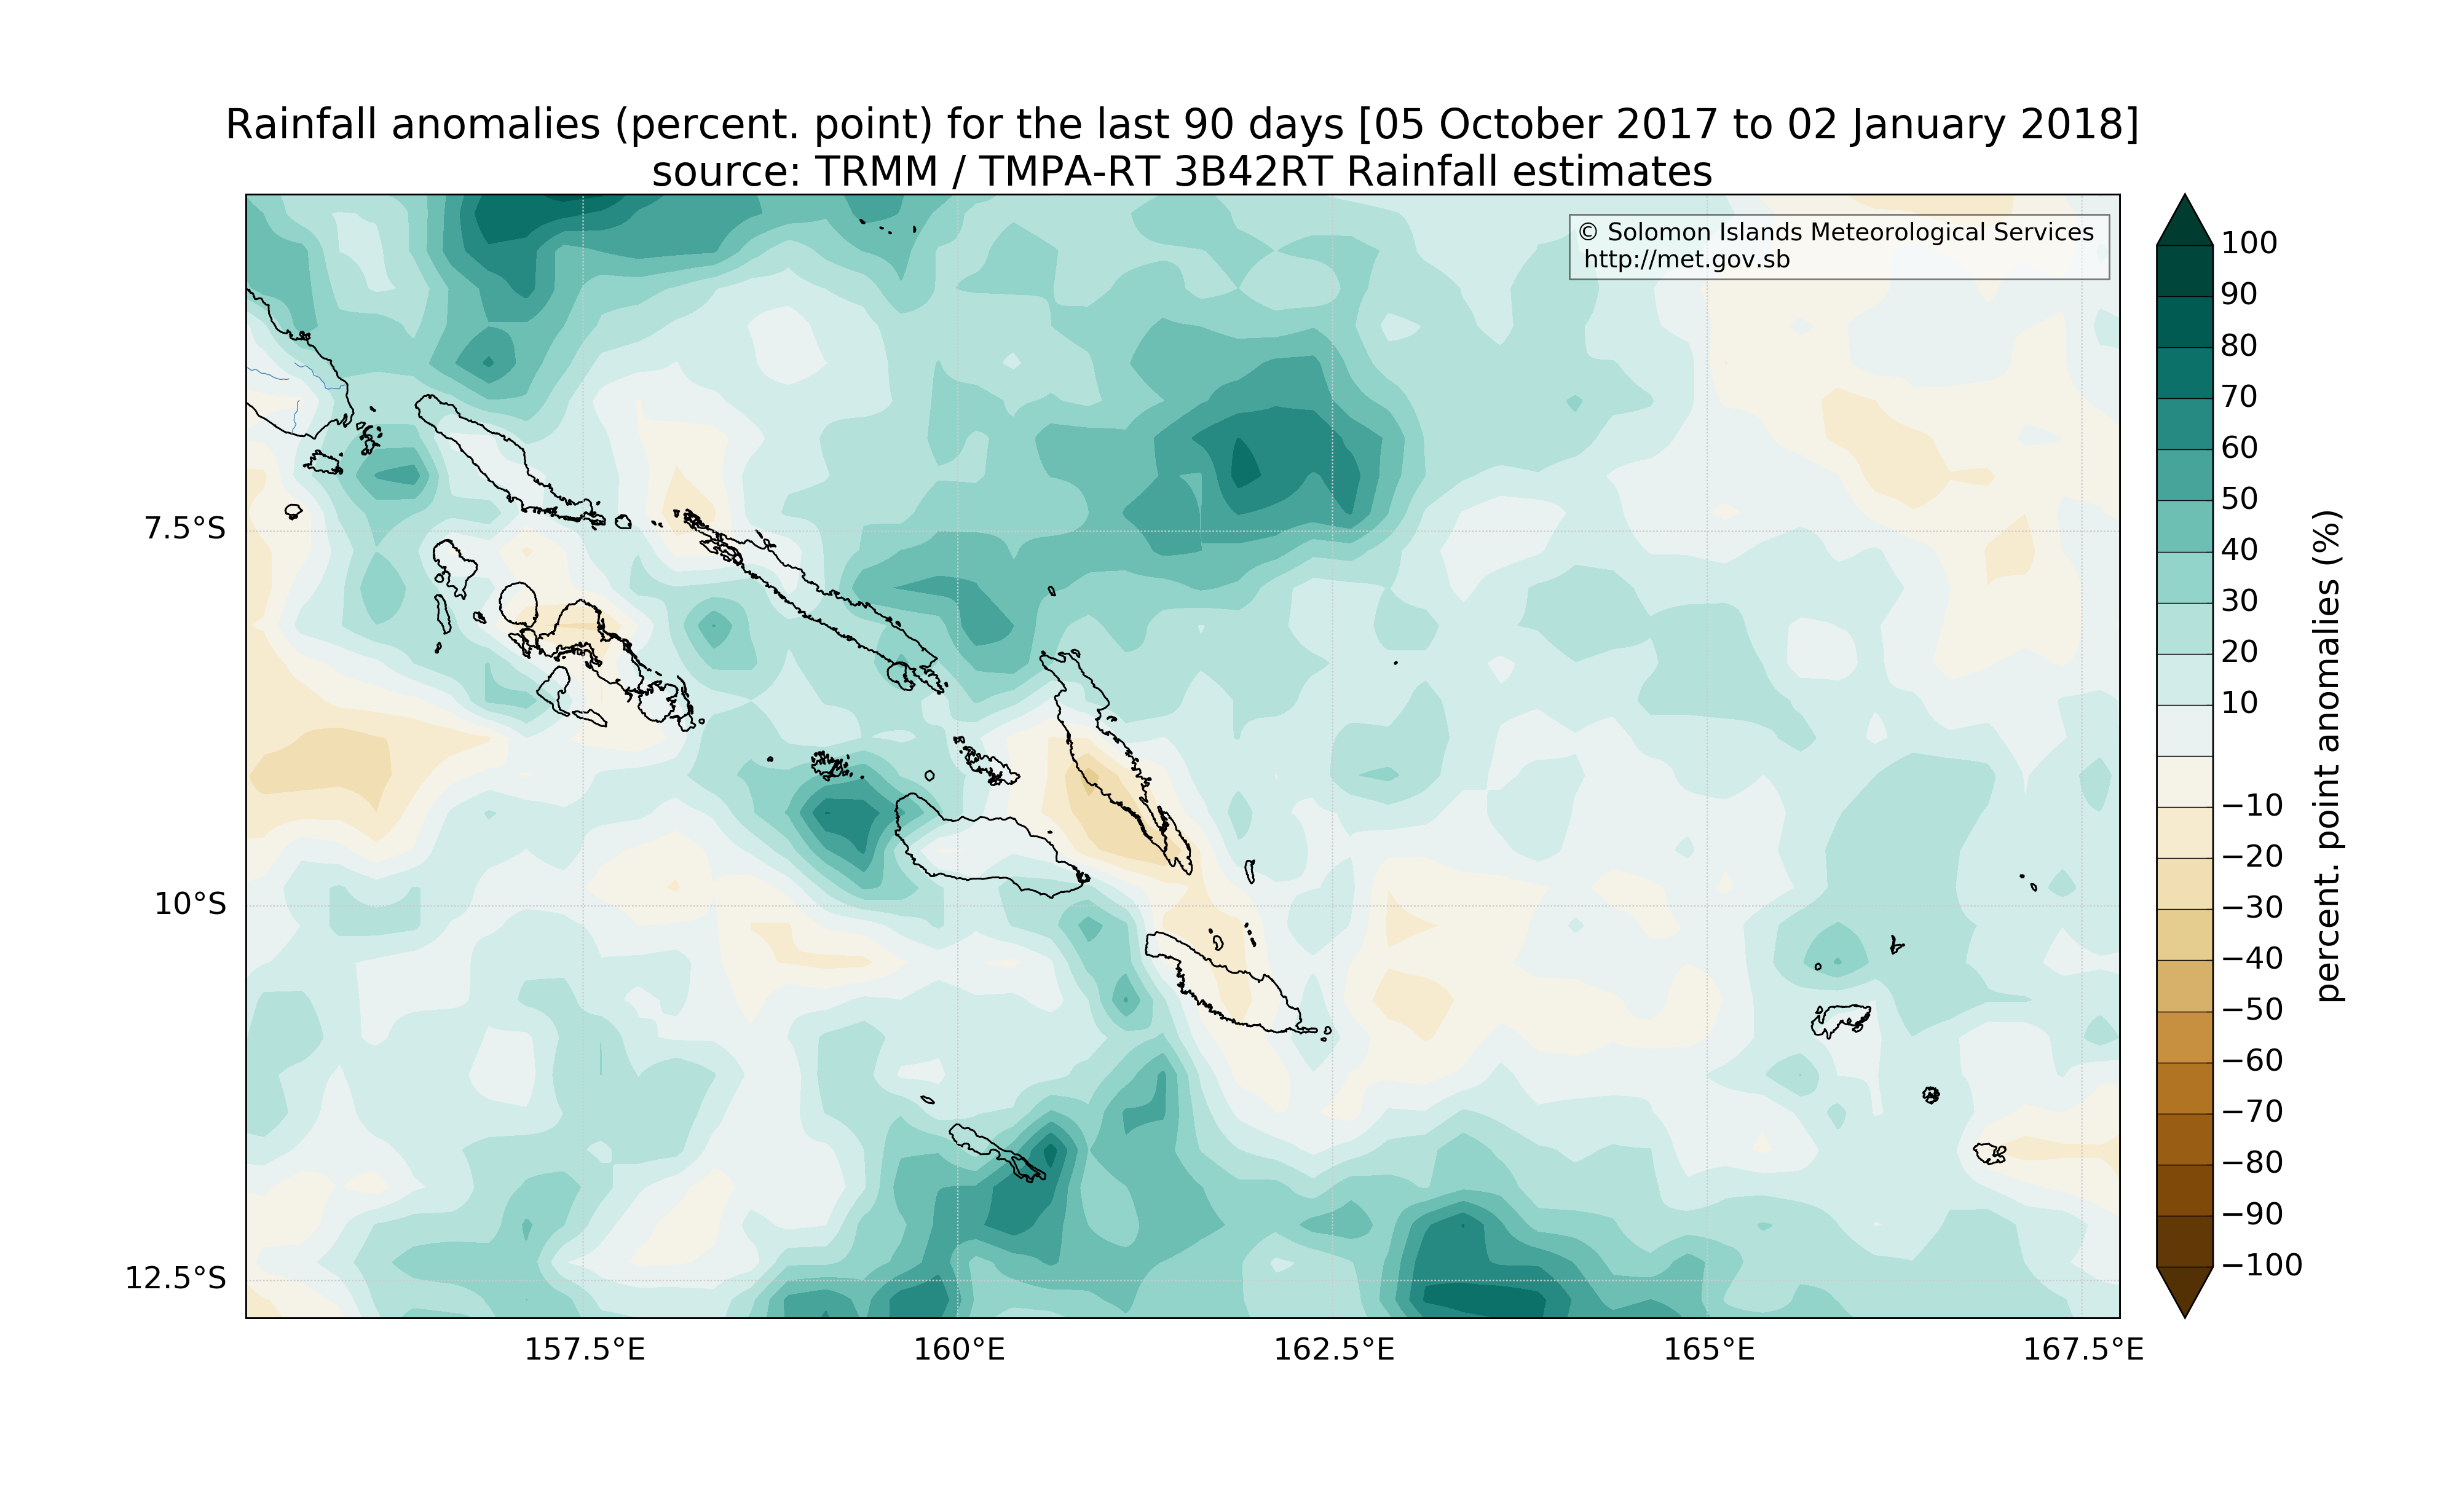 Rainfall anomalies (percent. point) for the last 90 days [05 October 2017 to 02 January 2018]
source: TRMM / TMPA-RT 3B42RT Rainfall estimates
© Solomon Islands Meteorological Services
http://met.gov.sb
7.5°S
10°S
12.5°S
157.5°E
160°E
162.5°E
165°E
167.5°E
100
90
80
70
60
50
40
30
20
10
−10
−20
−30
−40
−50
−60
−70
−80
−90
−100
percent. point anomalies (%)